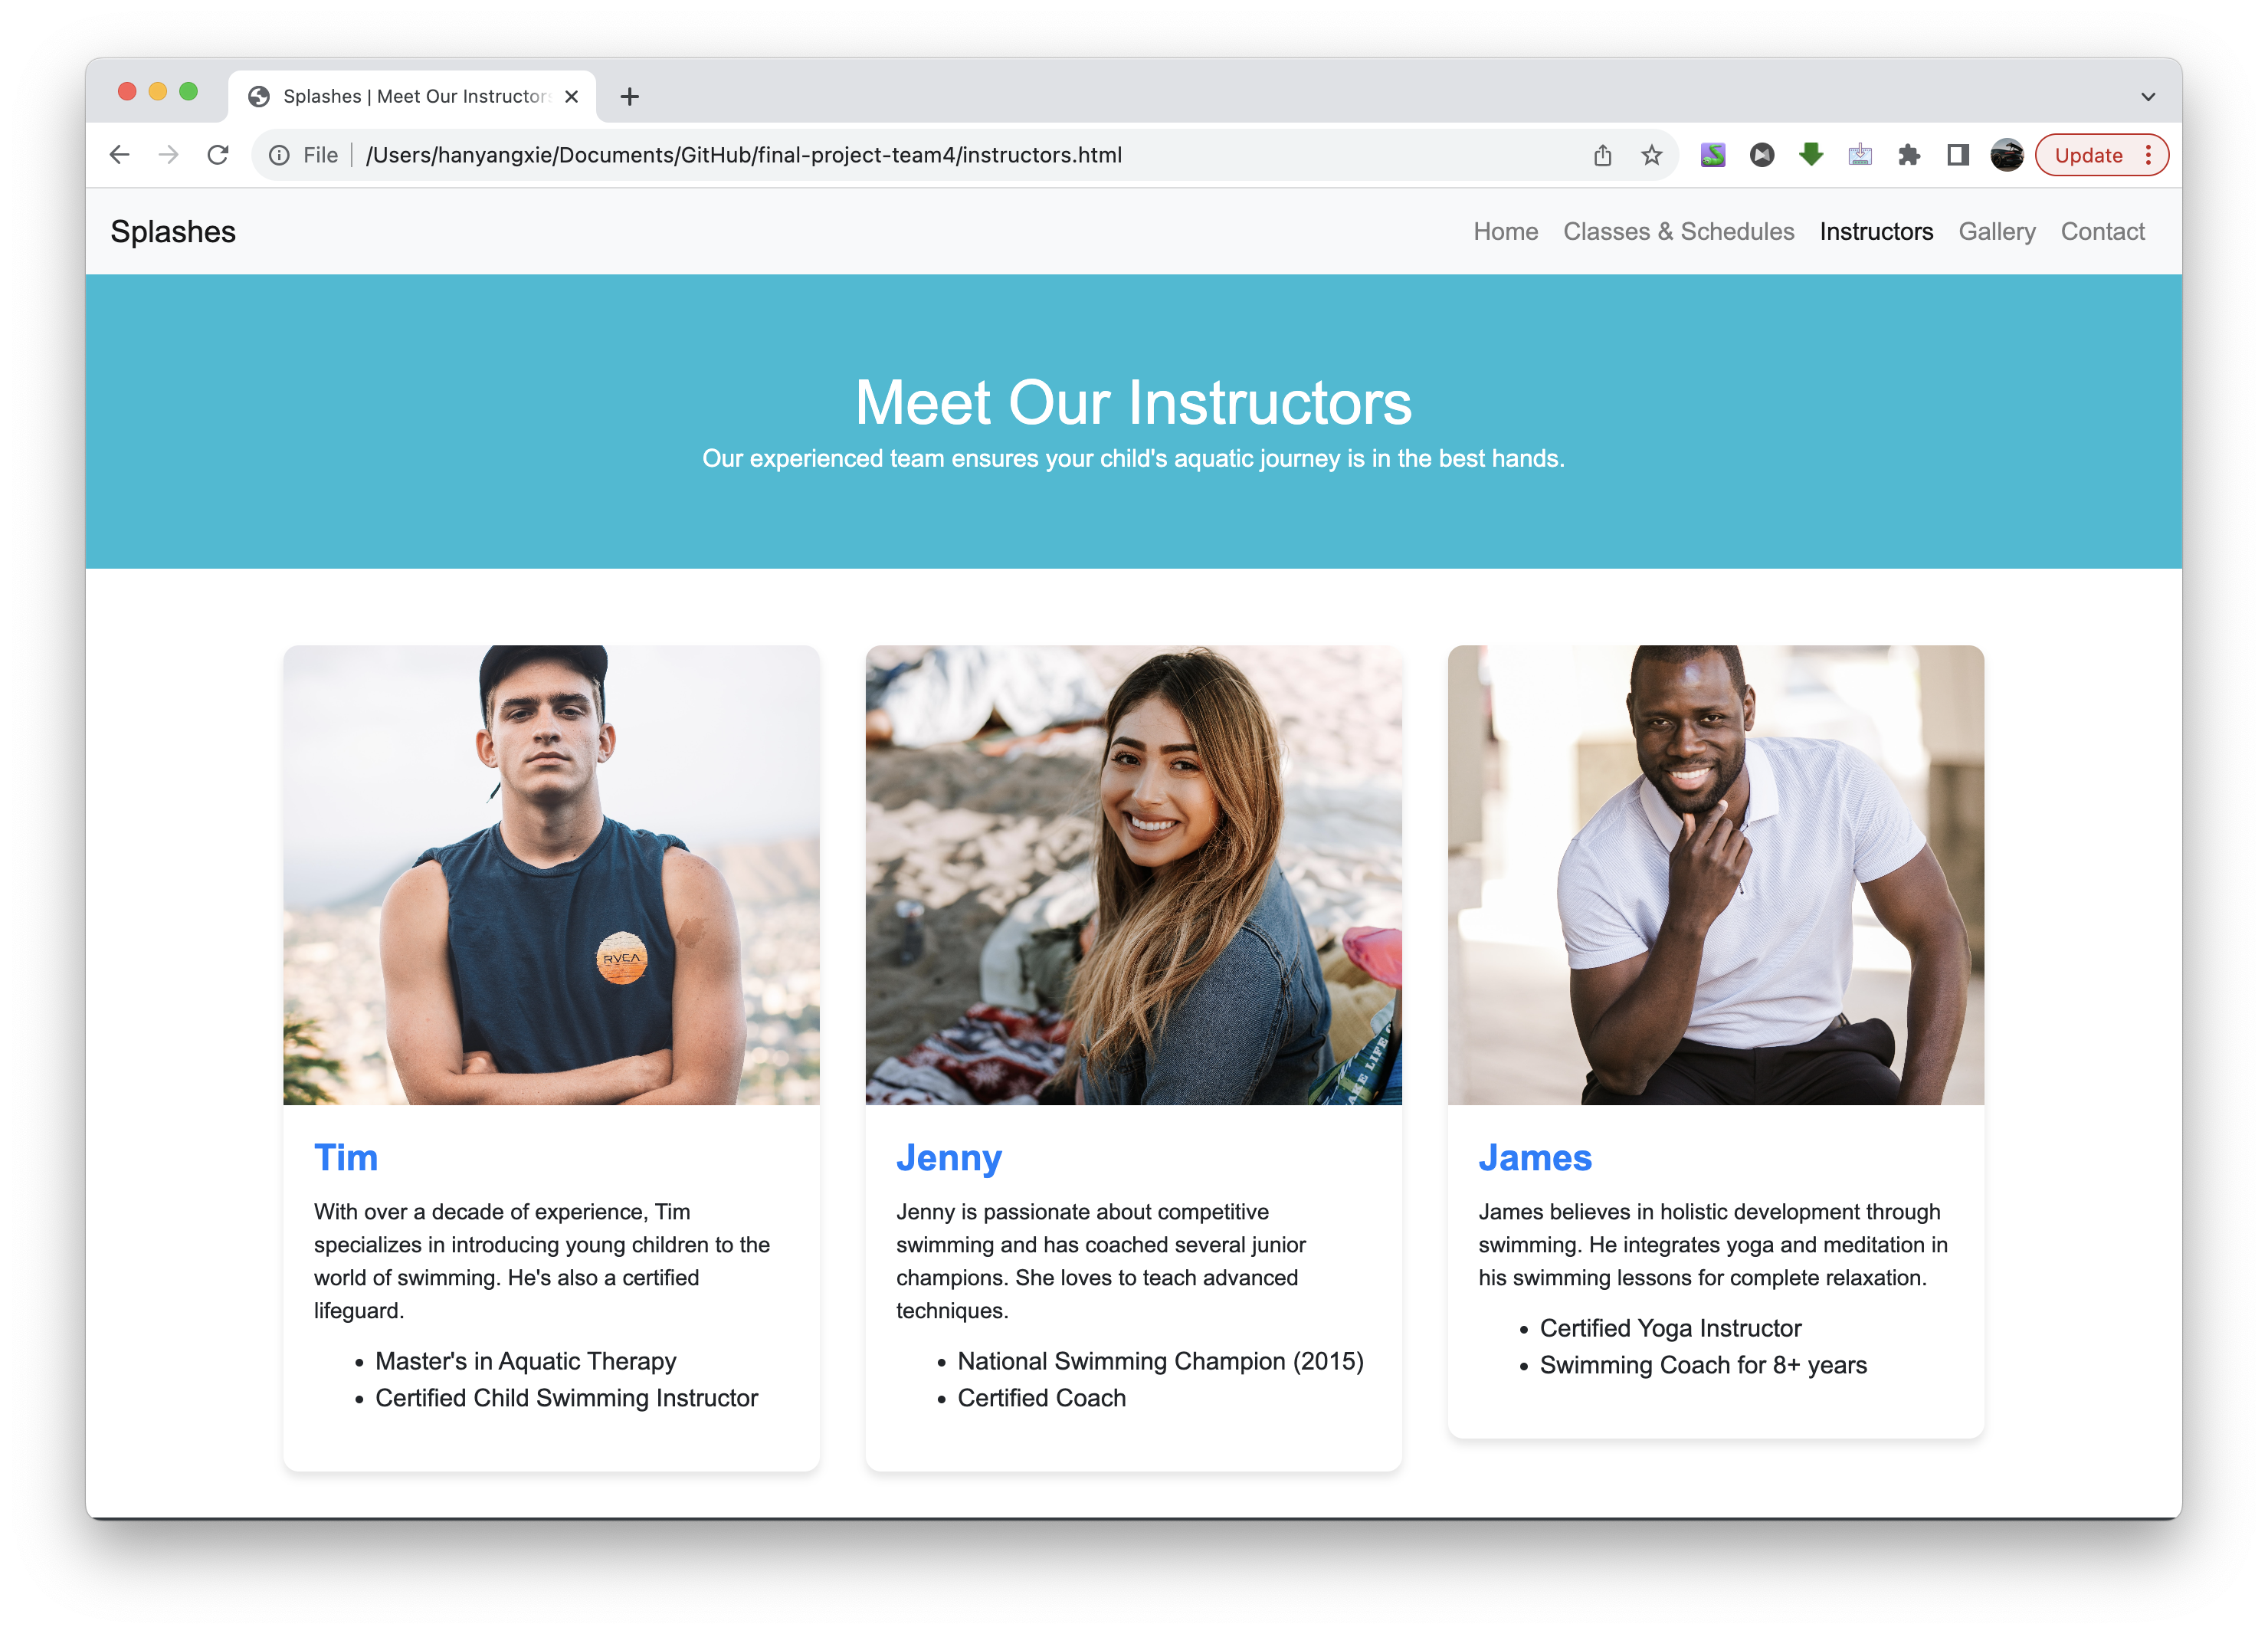 Splashes | Meet Our Instructors
File | /Users/hanyangxie/Documents/GitHub/final-project-team4/instructors.html
Update
Splashes
Home Classes & Schedules Instructors Gallery Contact
Meet Our Instructors
Our experienced team ensures your child's aquatic journey is in the best hands.
RVCA
Tim
With over a decade of experience, Tim
specializes in introducing young children to the
world of swimming. He's also a certified
lifeguard.
• Master's in Aquatic Therapy
• Certified Child Swimming Instructor
Jenny
Jenny is passionate about competitive
swimming and has coached several junior
champions. She loves to teach advanced
techniques.
• National Swimming Champion (2015)
• Certified Coach
James
James believes in holistic development through
swimming. He integrates yoga and meditation in
his swimming lessons for complete relaxation.
• Certified Yoga Instructor
• Swimming Coach for 8+ years